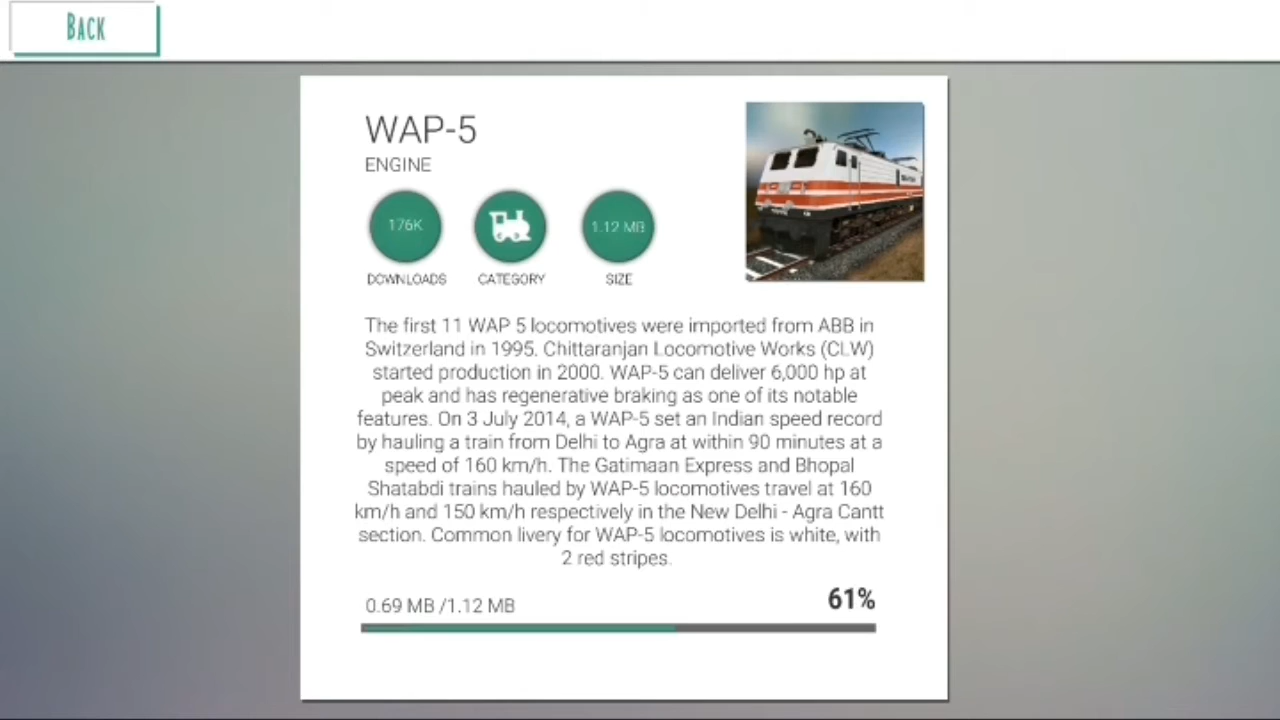 BACK
WAP-5
ENGINE
176K
1.12 MB
DOWNLOADS
CATEGORY
SIZE
The first 11 WAP 5 locomotives were imported from ABB in
Switzerland in 1995. Chittaranjan Locomotive Works (CLW)
started production in 2000. WAP-5 can deliver 6,000 hp at
peak and has regenerative braking as one of its notable
features. On 3 July 2014, a WAP-5 set an Indian speed record
by hauling a train from Delhi to Agra at within 90 minutes at a
speed of 160 km/h. The Gatimaan Express and Bhopal
Shatabdi trains hauled by WAP-5 locomotives travel at 160
km/h and 150 km/h respectively in the New Delhi - Agra Cantt
section. Common livery for WAP-5 locomotives is white, with
2 red stripes.
0.69 MB /1.12 MB
61%